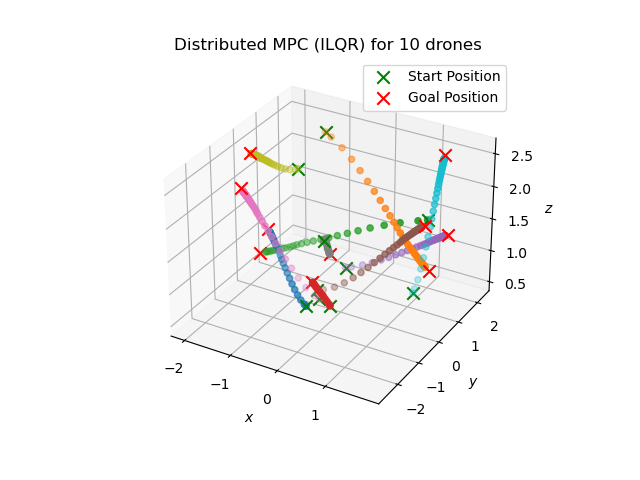 Distributed MPC (ILQR) for 10 drones
Start Position
Goal Position
2.5
2.0
1.5
1.0
0.5
z
2
1
0
−1
−2
y
−2
−1
0
1
x